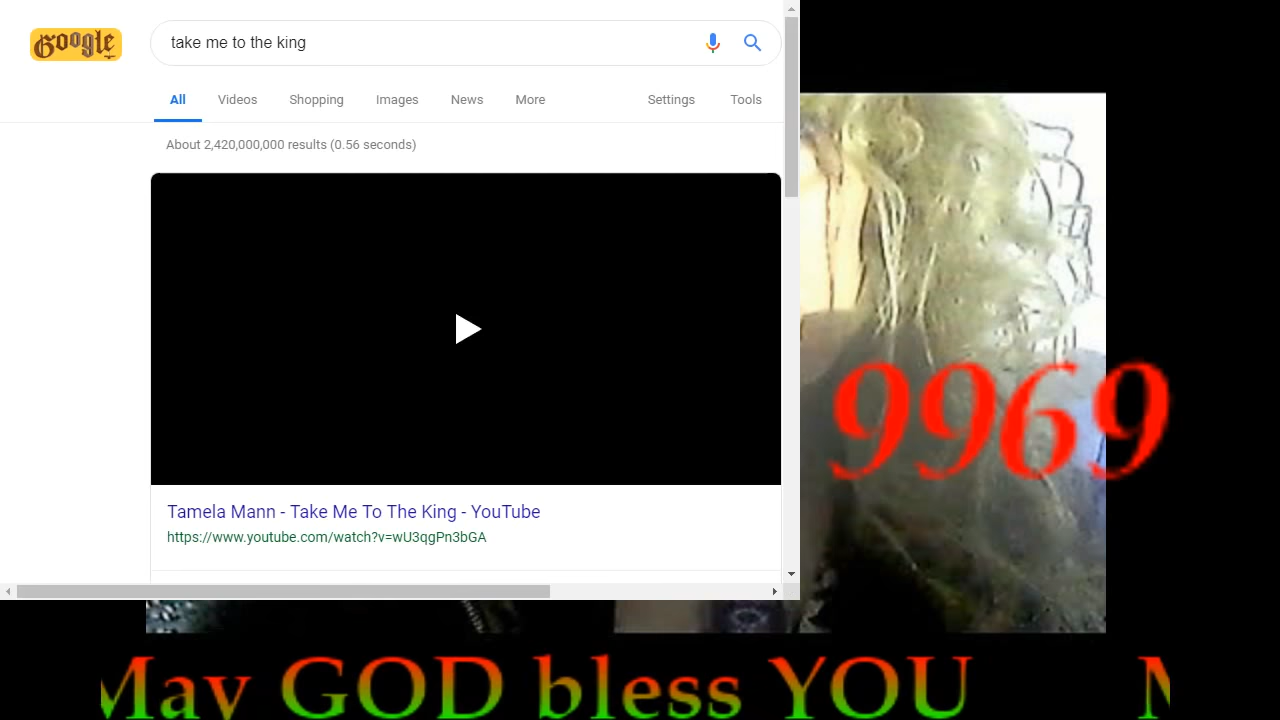 Google
take me to the king
All Videos Shopping Images News More Settings Tools
About 2,420,000,000 results (0.56 seconds)
Tamela Mann - Take Me To The King - YouTube
https://www.youtube.com/watch?v=wU3qgPn3bGA
9969
May GOD bless YOU M